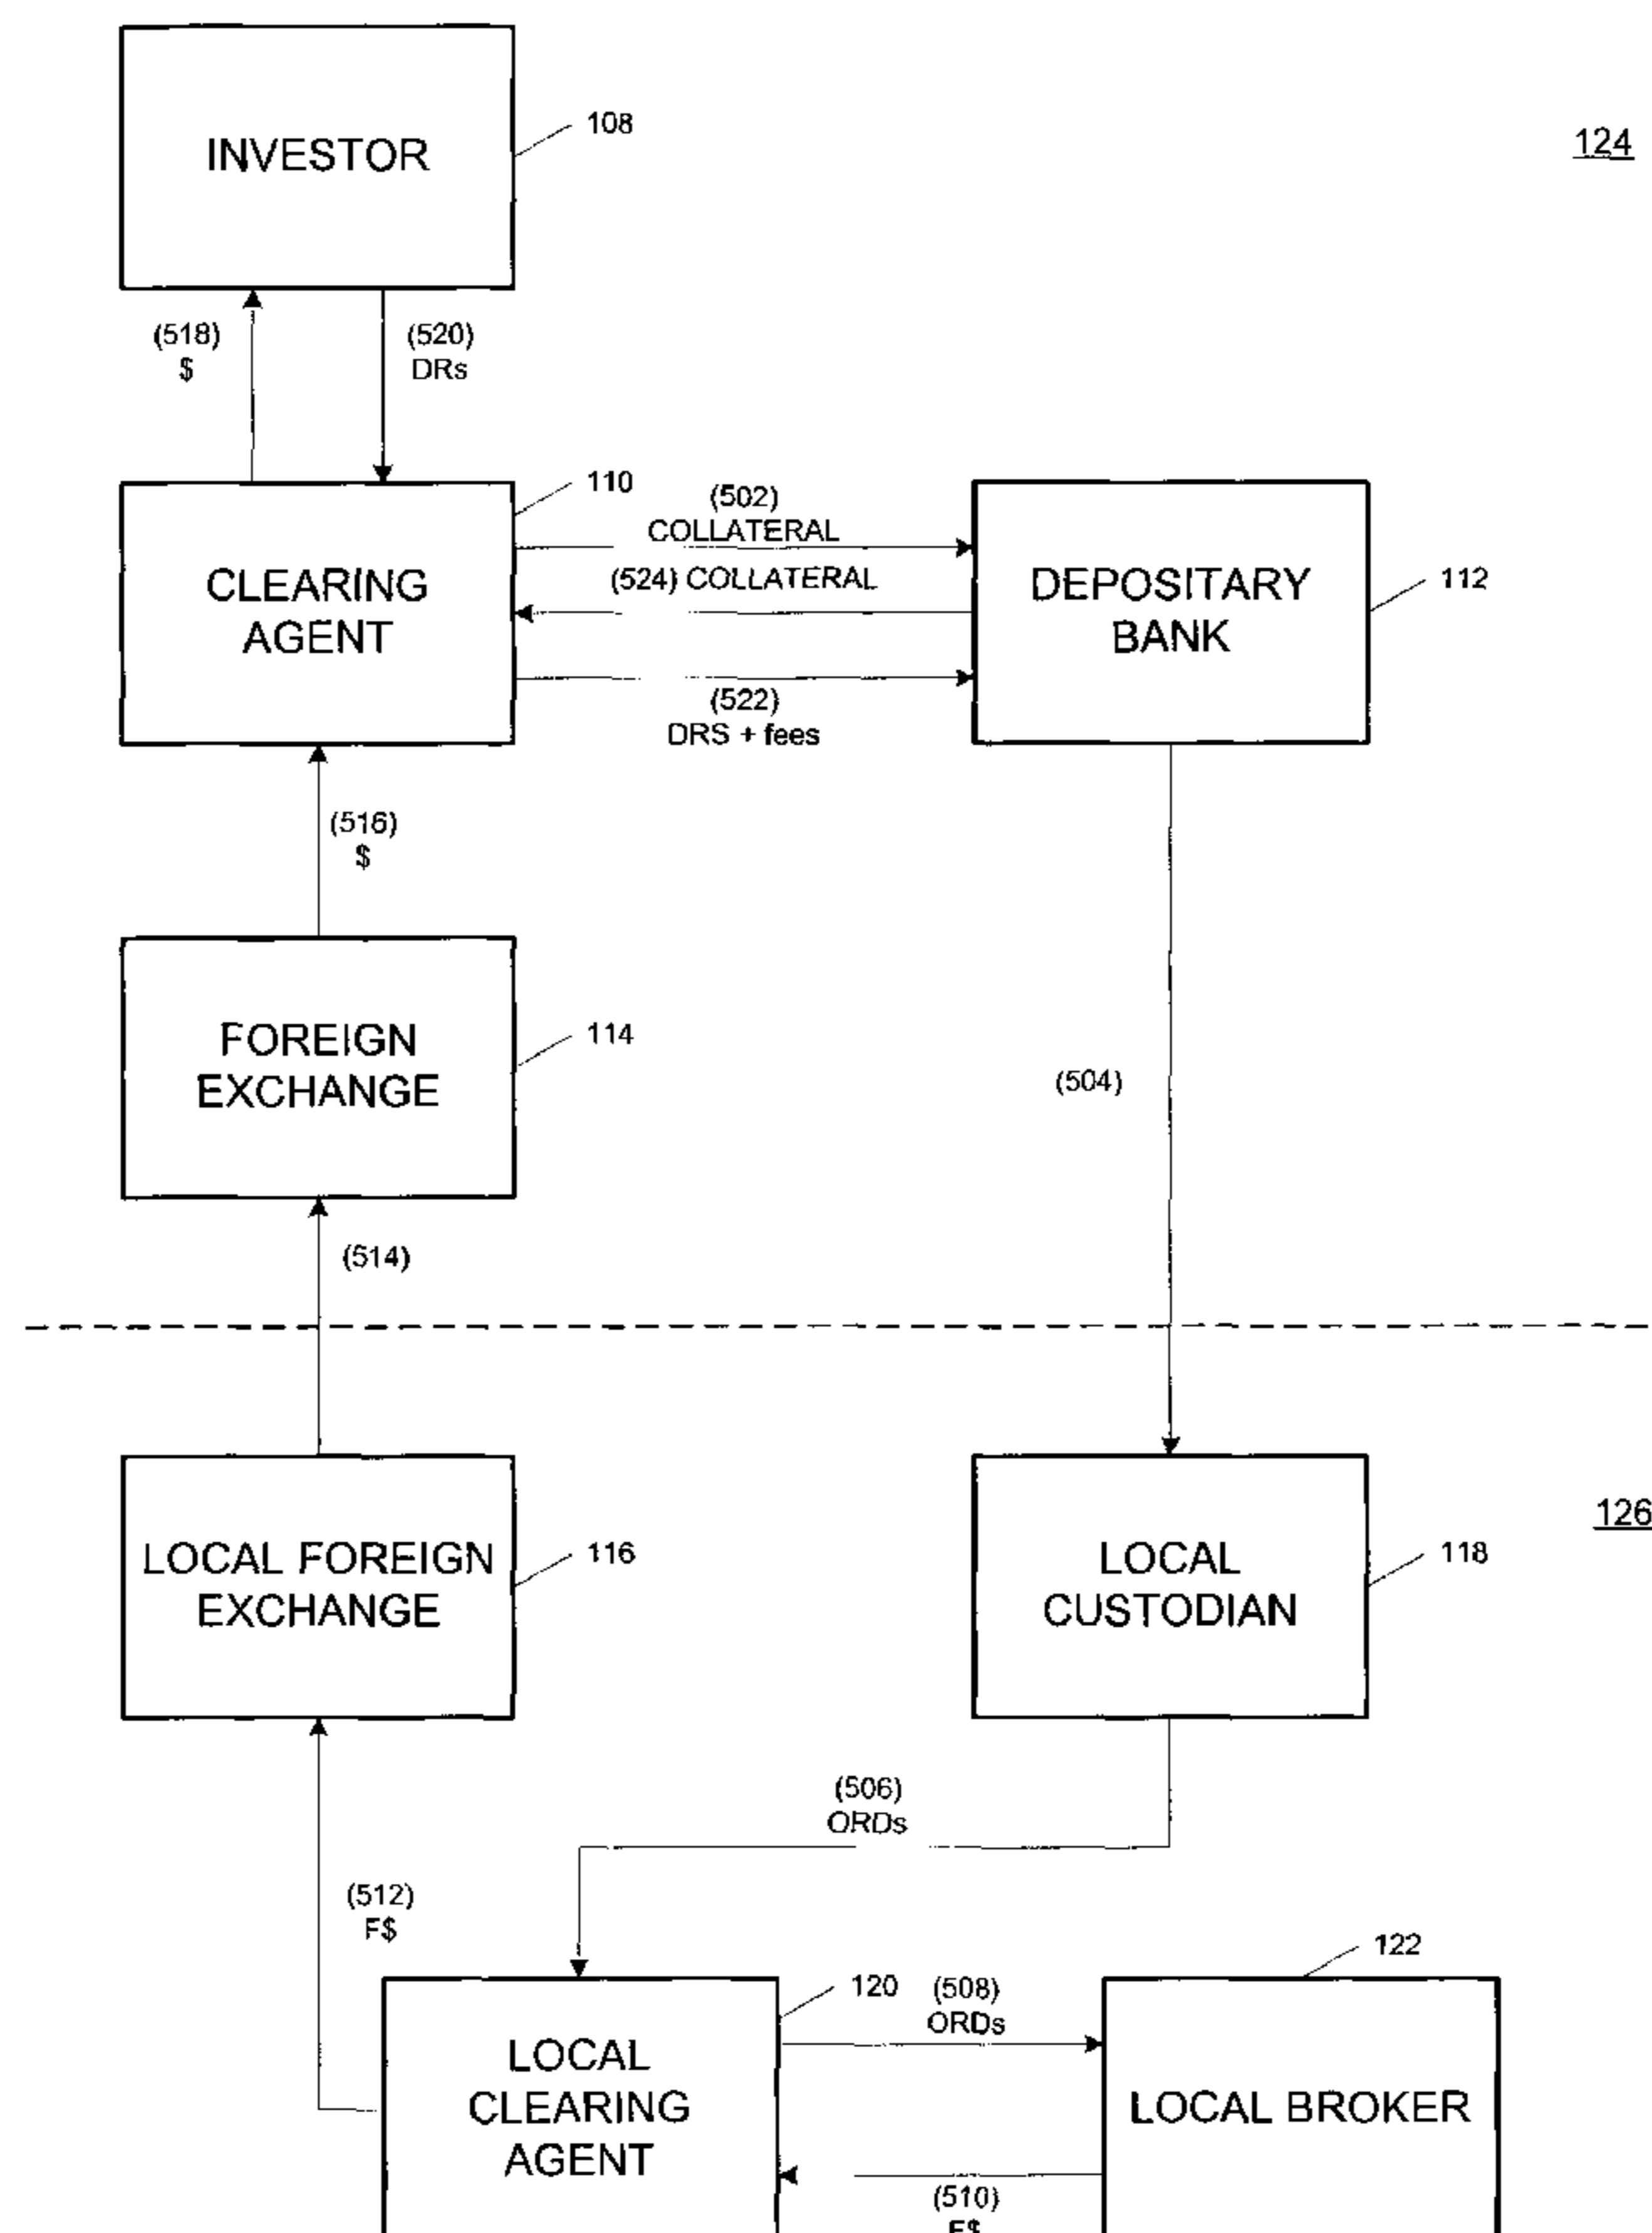 INVESTOR
108
124
(518)
$
(520)
DRs
110
(502)
COLLATERAL
(524) COLLATERAL
CLEARING
AGENT
DEPOSITARY
BANK
112
(522)
DRS + fees
(516)
$
FOREIGN
EXCHANGE
114
(504)
(514)
126
LOCAL FOREIGN
EXCHANGE
116
LOCAL
CUSTODIAN
118
(506)
ORDs
(512)
F$
122
120
(508)
ORDs
LOCAL
CLEARING
AGENT
LOCAL BROKER
(510)
F$